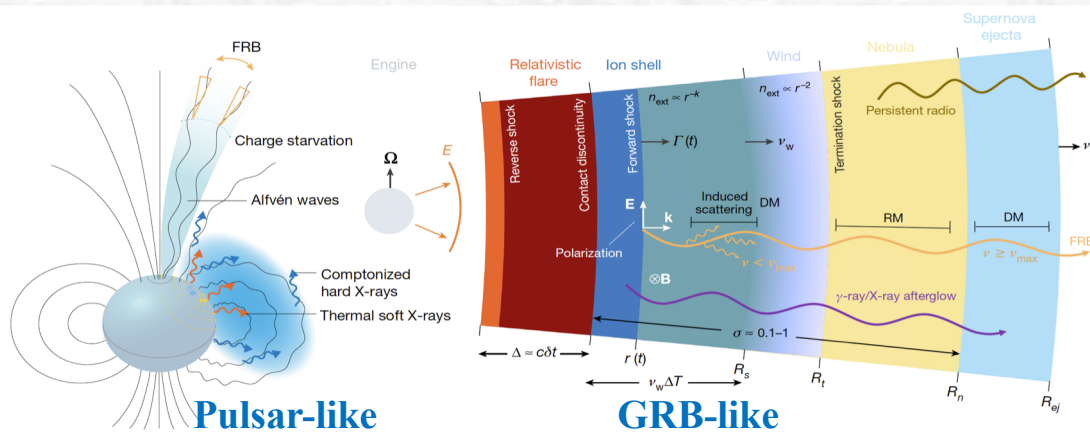 FRB
Charge starvation
Alfvén waves
Comptonized
hard X-rays
Thermal soft X-rays
Pulsar-like
Engine
Ω
E
Relativistic
flare
Ion shell
Wind
Nebula
Supernova
ejecta
Reverse shock
Contact discontinuity
Forward shock
Termination shock
n_ext ∝ r^−k
n_ext ∝ r^−2
Γ(t)
ν_w
Persistent radio
ν
Induced
scattering
DM
RM
DM
E
k
Polarization
ν < ν_max
ν ≥ ν_max
FRB
⊗B
γ-ray/X-ray afterglow
σ ≈ 0.1–1
Δ ≈ cδt
r(t)
R_s
R_t
R_n
R_ej
ν_w ΔT
GRB-like